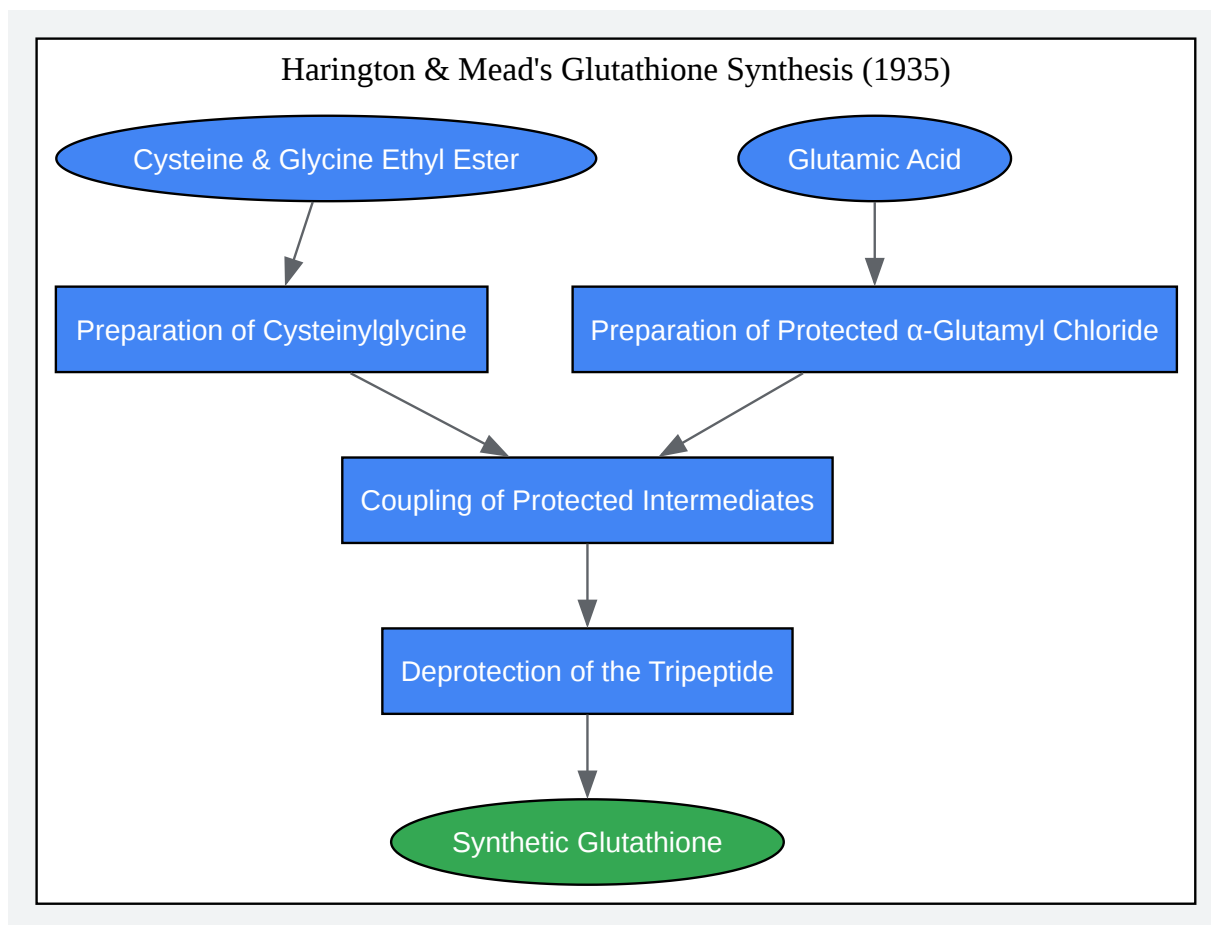 Harington & Mead's Glutathione Synthesis (1935)
Cysteine & Glycine Ethyl Ester
Glutamic Acid
Preparation of Cysteinylglycine
Preparation of Protected α-Glutamyl Chloride
Coupling of Protected Intermediates
Deprotection of the Tripeptide
Synthetic Glutathione